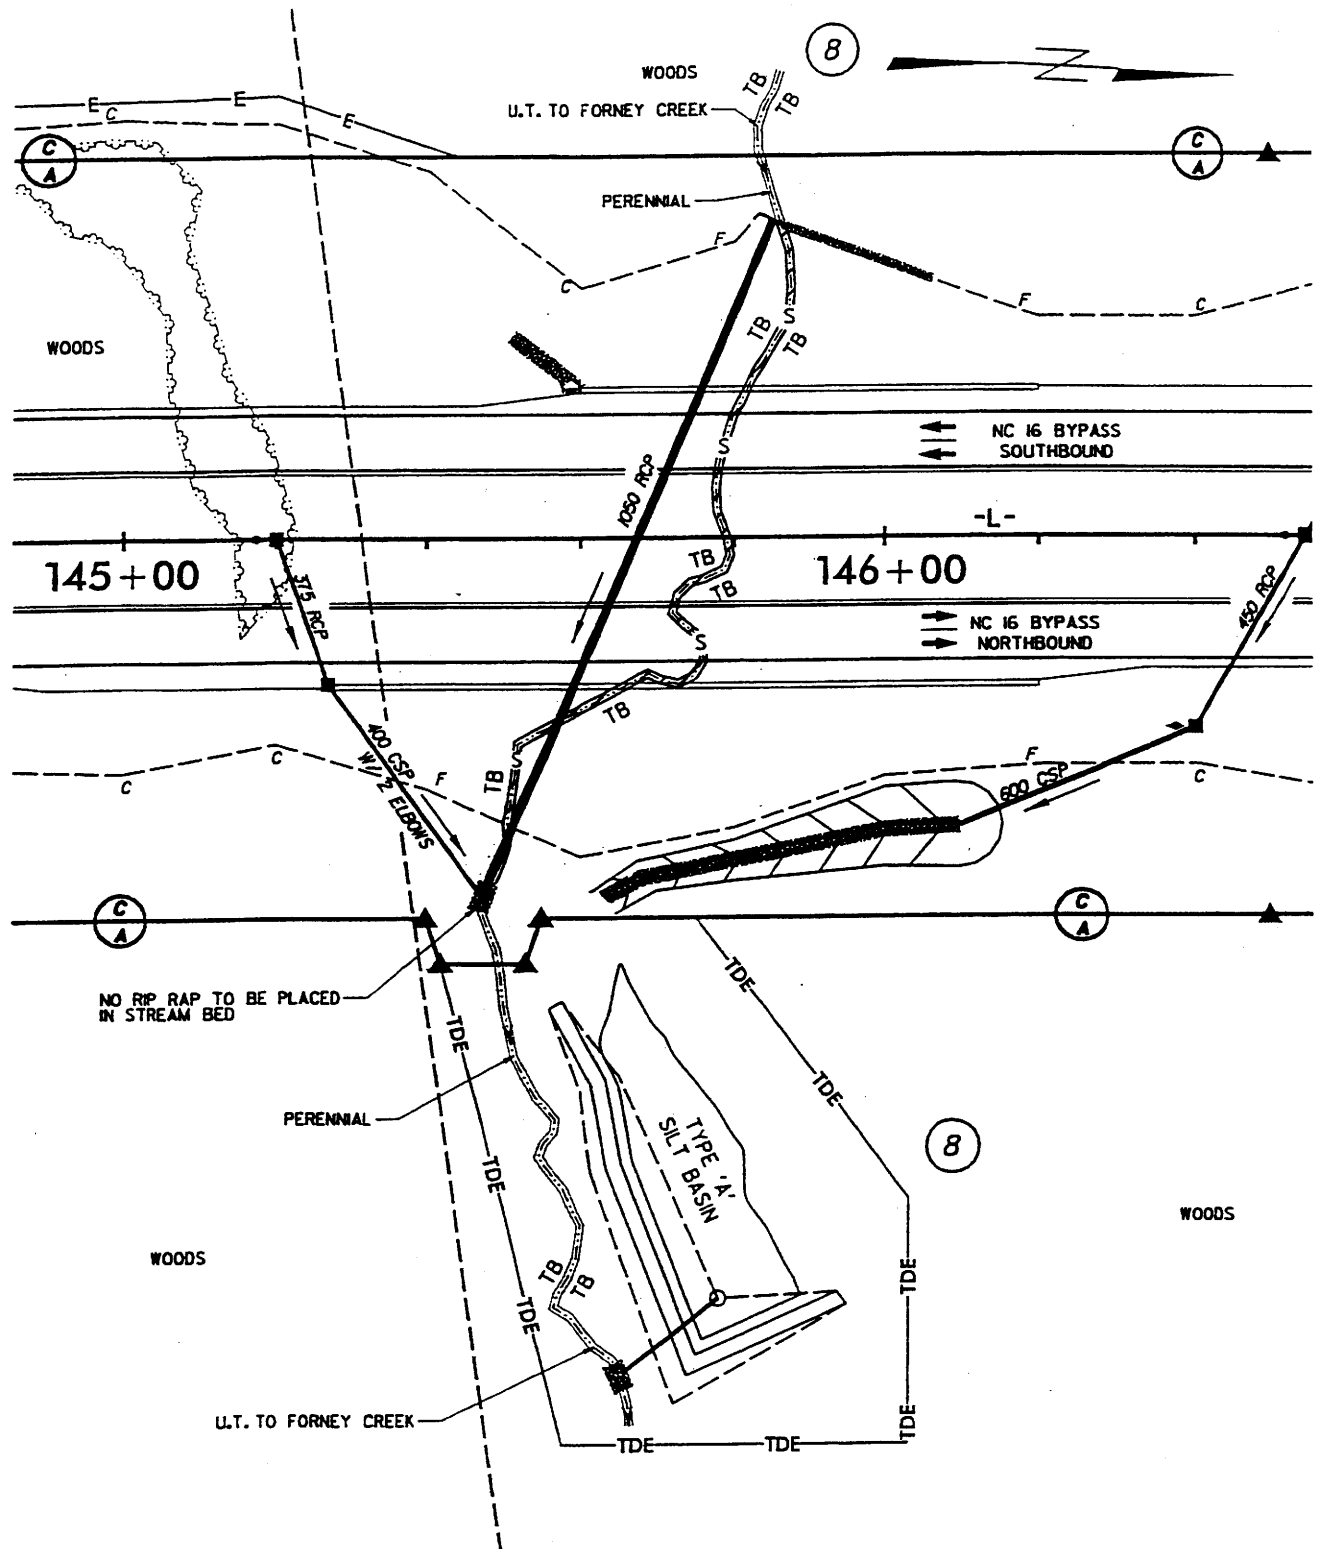 8
WOODS
U.T. TO FORNEY CREEK
TB
TB
Z
E
E
E
C
C
A
C
A
PERENNIAL
F
C
F
C
S
TB
TB
WOODS
NC 16 BYPASS
SOUTHBOUND
S
1050 RCP
-L-
145+00
146+00
TB
TB
375 RCP
450 RCP
NC 16 BYPASS
NORTHBOUND
S
TB
400 CSP
W/ 2 ELBOWS
C
C
F
S
TB
F
C
600 CSP
C
A
C
A
NO RIP RAP TO BE PLACED
IN STREAM BED
TDE
TDE
TDE
PERENNIAL
TYPE 'A'
SILT BASIN
8
TDE
WOODS
WOODS
TB
TB
TDE
TDE
U.T. TO FORNEY CREEK
TDE
TDE
TDE